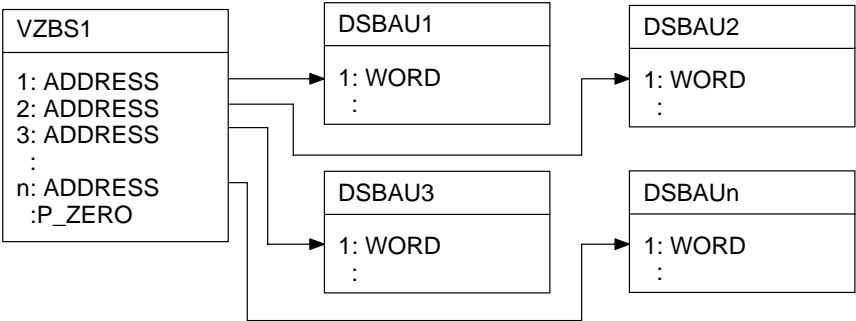 VZBS1
1: ADDRESS
2: ADDRESS
3: ADDRESS
:
n: ADDRESS
:P_ZERO
DSBAU1
1: WORD
:
DSBAU2
1: WORD
:
DSBAU3
1: WORD
:
DSBAUn
1: WORD
: